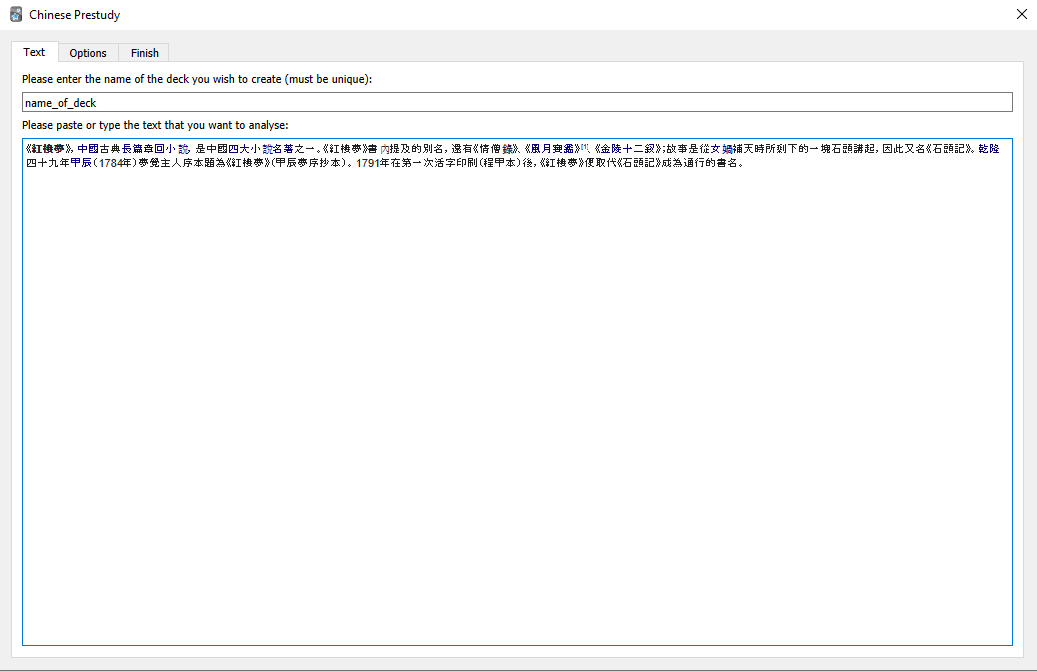 Chinese Prestudy
Text
Options
Finish
Please enter the name of the deck you wish to create (must be unique):
name_of_deck
Please paste or type the text that you want to analyse:
《紅樓夢》，中國古典長篇章回小說，是中國四大小說名著之一。《紅樓夢》書內提及的別名，還有《情僧錄》、《風月寶鑑》[1]、《金陵十二釵》；故事是從女媧補天時所剩下的一塊石頭講起，因此又名《石頭記》。乾隆
四十九年甲辰（1784年）夢覺主人序本題為《紅樓夢》（甲辰夢序抄本）。1791年在第一次活字印刷（程甲本）後，《紅樓夢》便取代《石頭記》成為通行的書名。